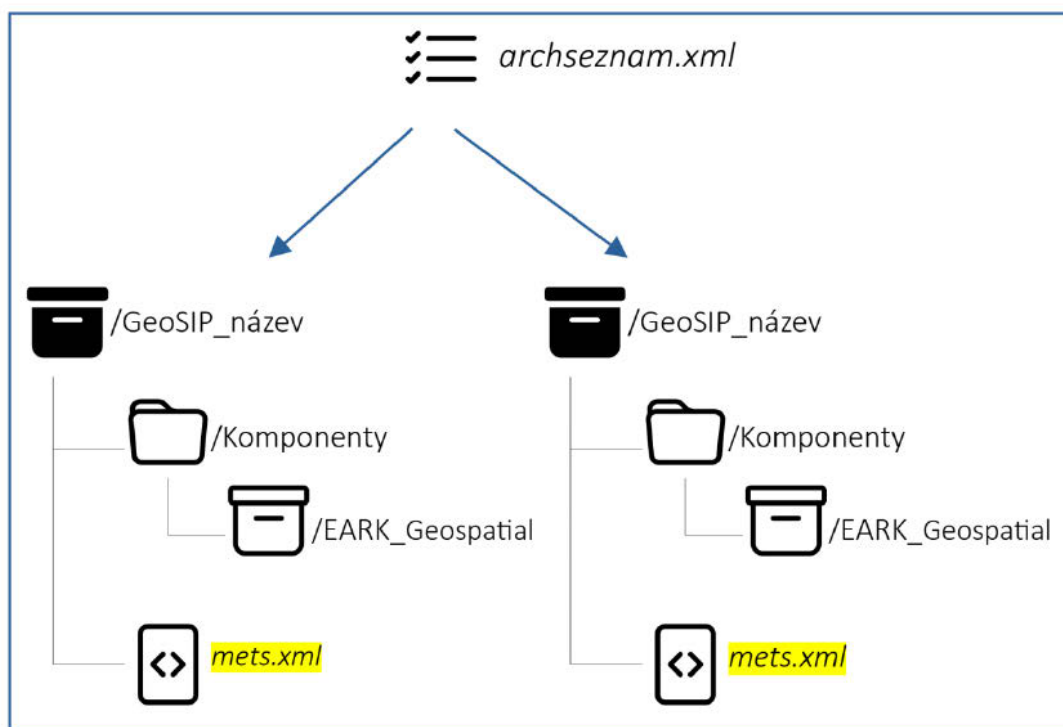 archseznam.xml
/GeoSIP_název
/Komponenty
/EARK_Geospatial
mets.xml
/GeoSIP_název
/Komponenty
/EARK_Geospatial
mets.xml